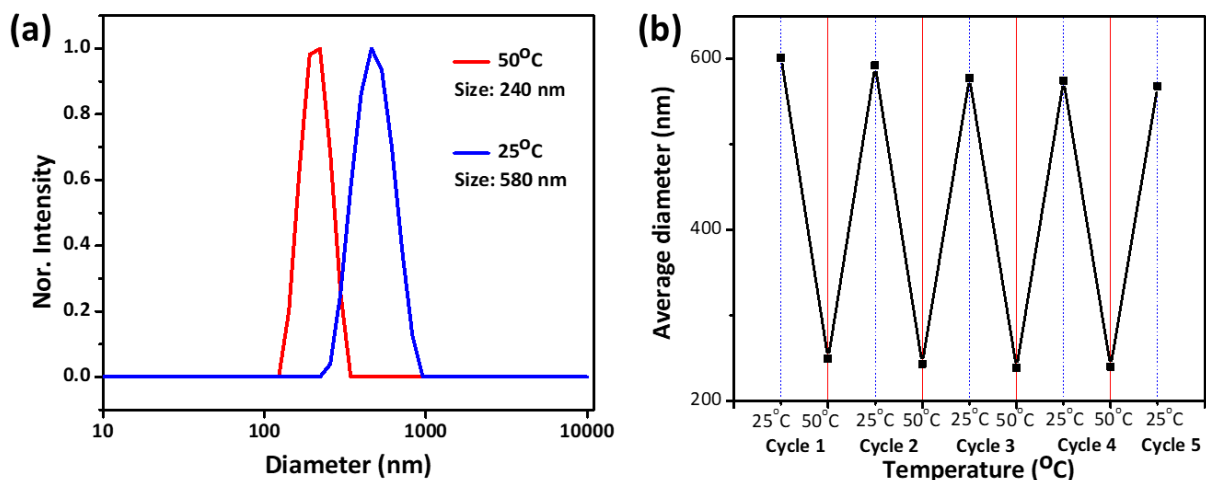 (a)
Nor. Intensity
1.0
0.8
0.6
0.4
0.2
0.0
10
100
1000
10000
Diameter (nm)
50°C
Size: 240 nm
25°C
Size: 580 nm
(b)
Average diameter (nm)
600
400
200
25°C 50°C 25°C 50°C 25°C 50°C 25°C 50°C 25°C
Cycle 1 Cycle 2 Cycle 3 Cycle 4 Cycle 5
Temperature (°C)